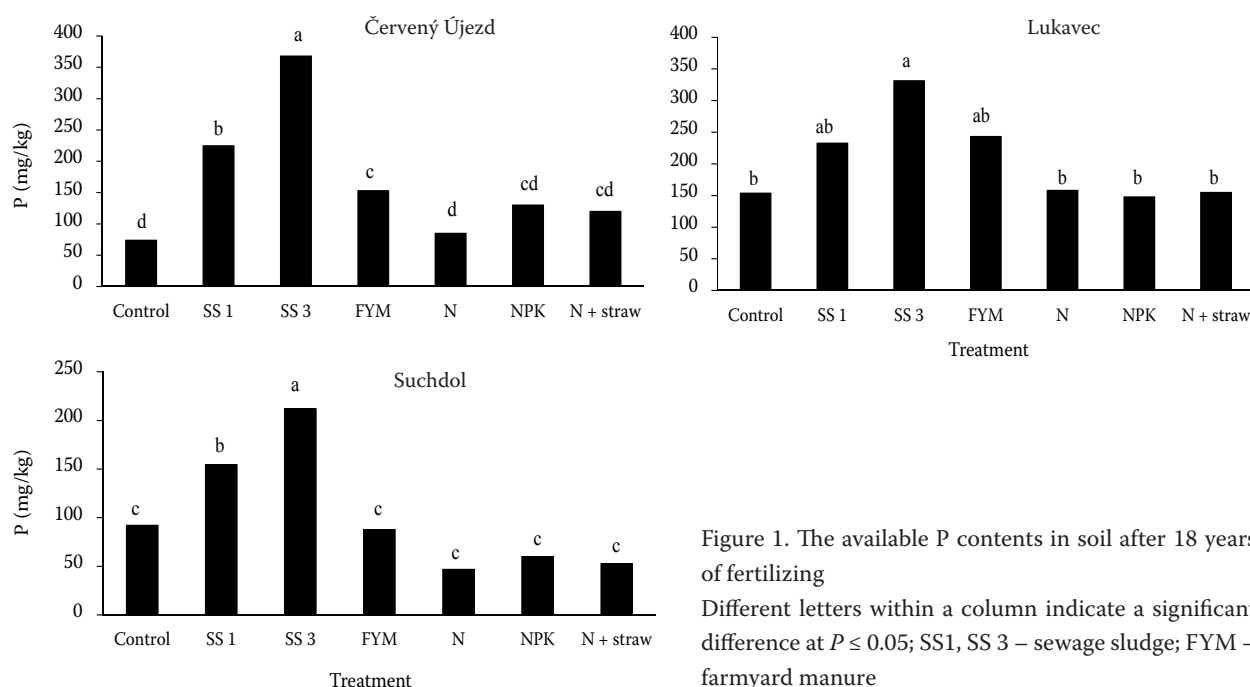 Červený Újezd
P (mg/kg)
400
350
300
250
200
150
100
50
0
d
b
a
c
d
cd
cd
Control SS 1 SS 3 FYM N NPK N + straw
Lukavec
400
350
300
250
200
150
100
50
0
b
ab
a
ab
b
b
b
Control SS 1 SS 3 FYM N NPK N + straw
Treatment
Suchdol
P (mg/kg)
250
200
150
100
50
0
c
b
a
c
c
c
c
Control SS 1 SS 3 FYM N NPK N + straw
Treatment
Figure 1. The available P contents in soil after 18 years
of fertilizing
Different letters within a column indicate a significant
difference at P ≤ 0.05; SS1, SS 3 – sewage sludge; FYM –
farmyard manure